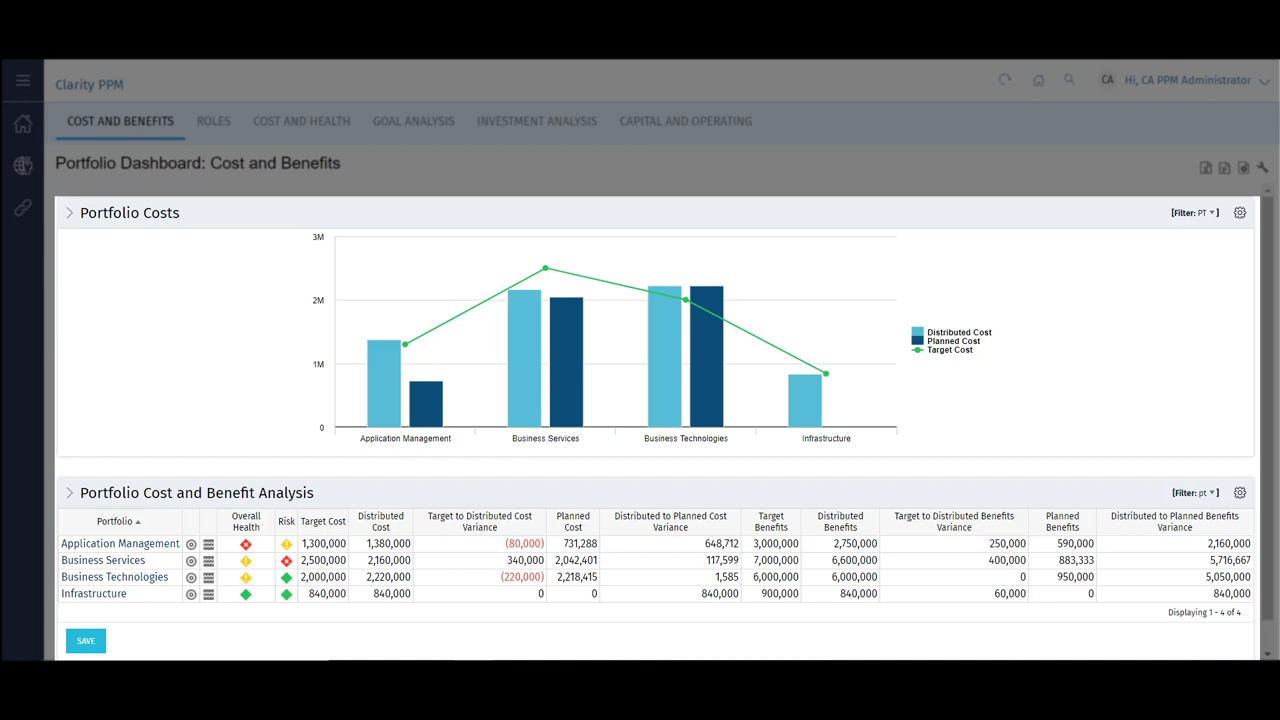 Clarity PPM
CA Hi, CA PPM Administrator
COST AND BENEFITS ROLES COST AND HEALTH GOAL ANALYSIS INVESTMENT ANALYSIS CAPITAL AND OPERATING
Portfolio Dashboard: Cost and Benefits
Portfolio Costs [Filter: PT ]
3M
2M
1M
0
Application Management Business Services Business Technologies Infrastructure
Distributed Cost
Planned Cost
Target Cost
Portfolio Cost and Benefit Analysis [Filter: pt ]
Portfolio Overall Health Risk Target Cost Distributed Cost Target to Distributed Cost Variance Planned Cost Distributed to Planned Cost Variance Target Benefits Distributed Benefits Target to Distributed Benefits Variance Planned Benefits Distributed to Planned Benefits Variance
Application Management 1,300,000 1,380,000 (80,000) 731,288 648,712 3,000,000 2,750,000 250,000 590,000 2,160,000
Business Services 2,500,000 2,160,000 340,000 2,042,401 117,599 7,000,000 6,600,000 400,000 883,333 5,716,667
Business Technologies 2,000,000 2,220,000 (220,000) 2,218,415 1,585 6,000,000 6,000,000 0 950,000 5,050,000
Infrastructure 840,000 840,000 0 0 840,000 900,000 840,000 60,000 0 840,000
Displaying 1 - 4 of 4
SAVE